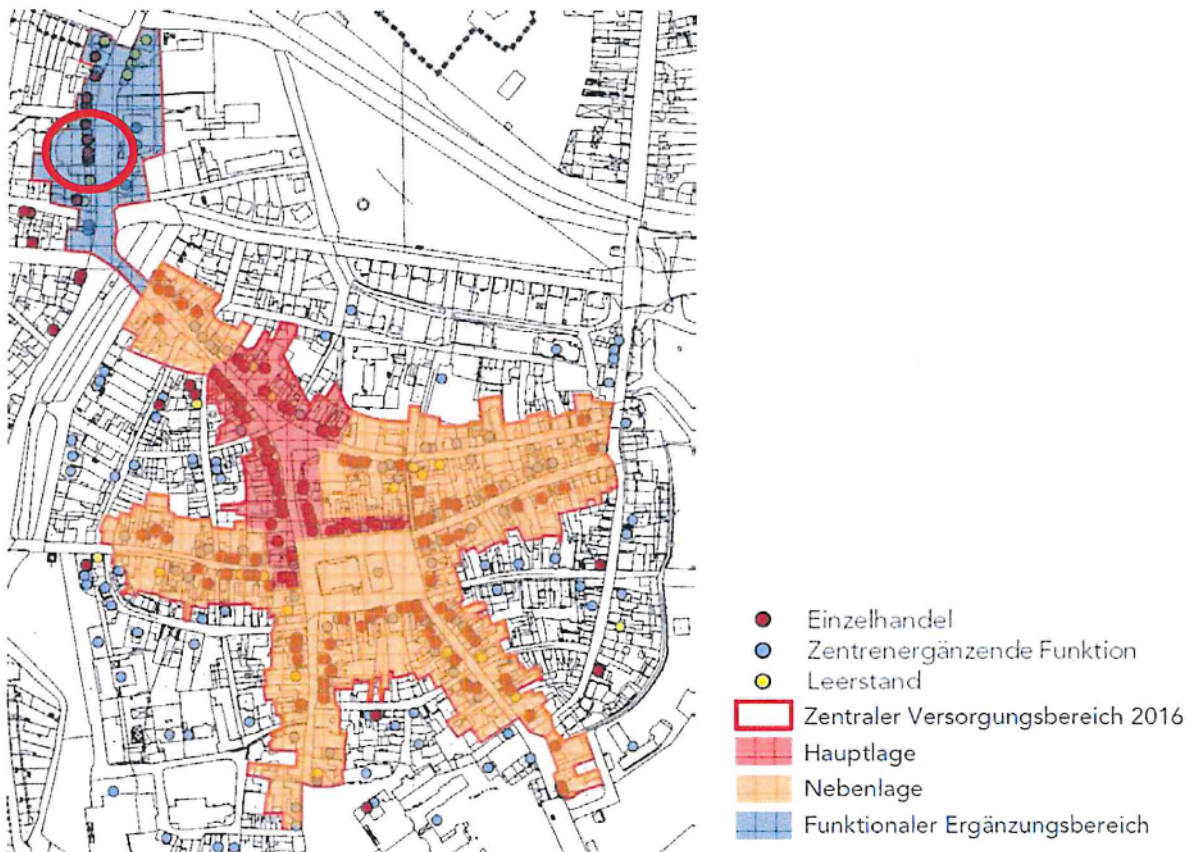 Einzelhandel
Zentrenergänzende Funktion
Leerstand
Zentraler Versorgungsbereich 2016
Hauptlage
Nebenlage
Funktionaler Ergänzungsbereich